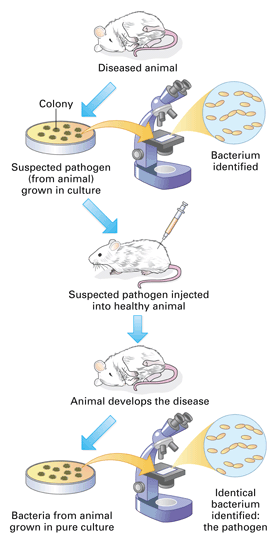 Diseased animal
Colony
Suspected pathogen
(from animal)
grown in culture
Bacterium
identified
Suspected pathogen injected
into healthy animal
Animal develops the disease
Bacteria from animal
grown in pure culture
Identical
bacterium
identified:
the pathogen